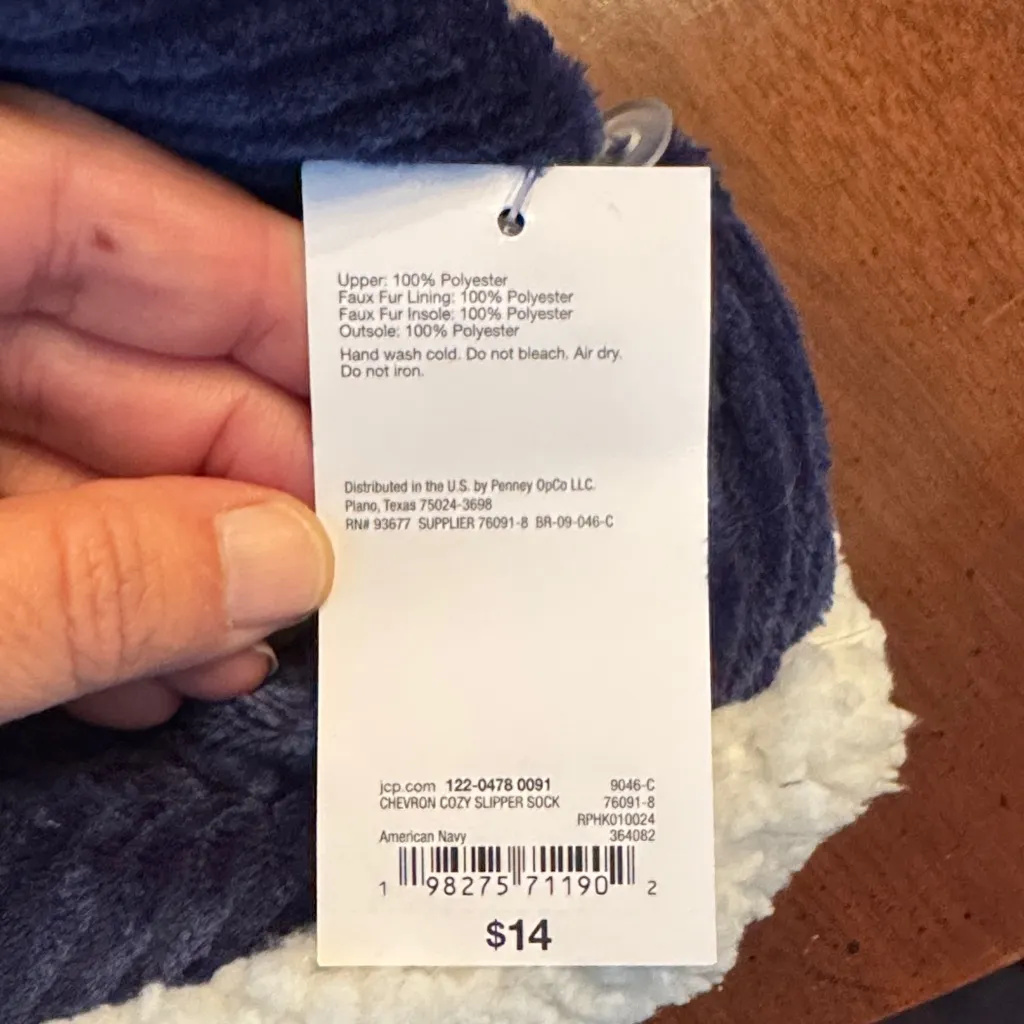 Upper: 100% Polyester
Faux Fur Lining: 100% Polyester
Faux Fur Insole: 100% Polyester
Outsole: 100% Polyester
Hand wash cold. Do not bleach. Air dry.
Do not iron.
Distributed in the U.S. by Penney OpCo LLC.
Plano, Texas 75024-3698
RN# 93677 SUPPLIER 76091-8 BR-09-046-C
jcp.com 122-0478 0091 9046-C
CHEVRON COZY SLIPPER SOCK 76091-8
RPHK010024
American Navy 364082
1 98275 71190 2
$14